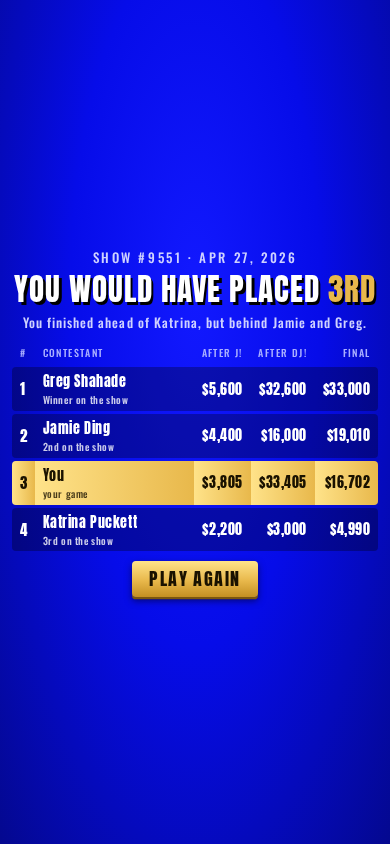 SHOW #9551 · APR 27, 2026
YOU WOULD HAVE PLACED 3RD
You finished ahead of Katrina, but behind Jamie and Greg.
# CONTESTANT AFTER J! AFTER DJ! FINAL
1 Greg Shahade $5,600 $32,600 $33,000
Winner on the show
2 Jamie Ding $4,400 $16,000 $19,010
2nd on the show
3 You $3,805 $33,405 $16,702
your game
4 Katrina Puckett $2,200 $3,000 $4,990
3rd on the show
PLAY AGAIN